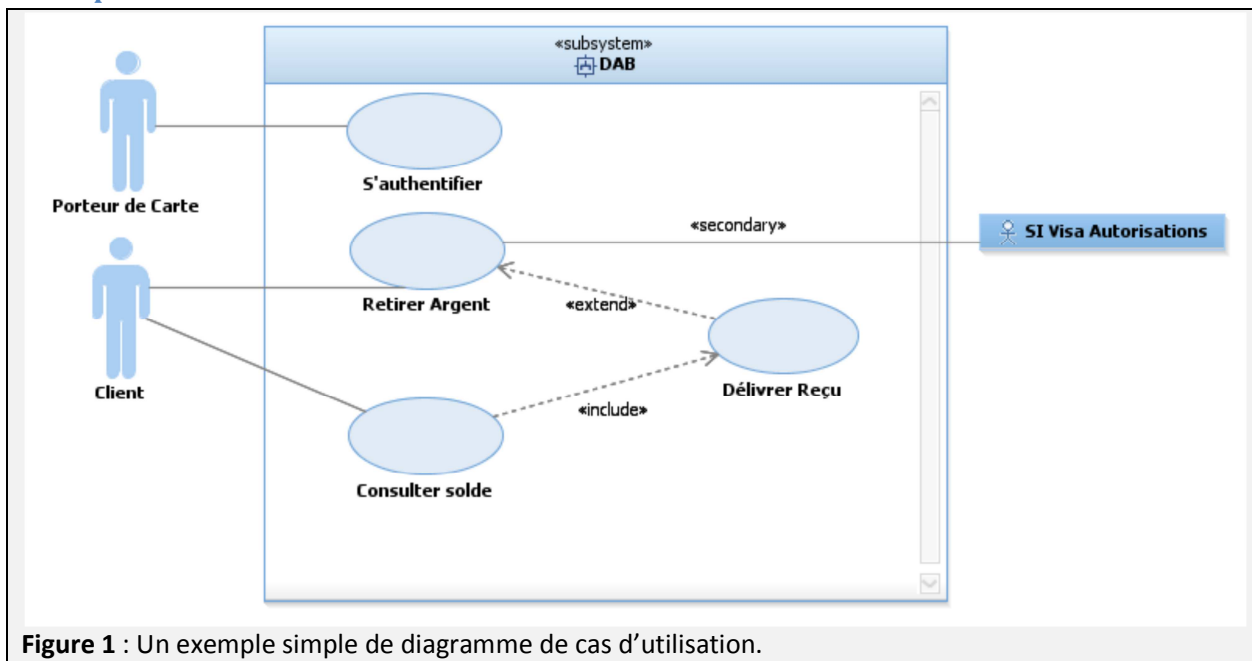 «subsystem»
DAB
S'authentifier
Porteur de Carte
«secondary»
SI Visa Autorisations
Retirer Argent
«extend»
Client
Délivrer Reçu
«include»
Consulter solde
Figure 1 : Un exemple simple de diagramme de cas d’utilisation.